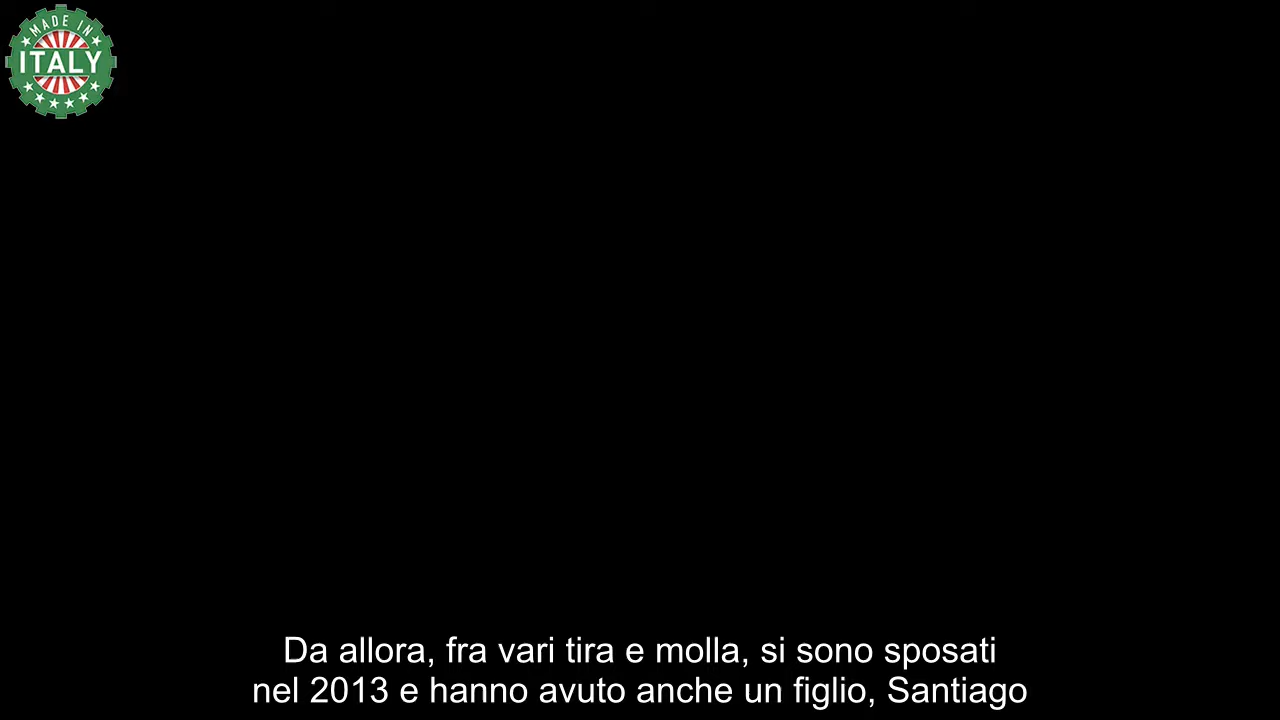 MADE IN
ITALY
Da allora, fra vari tira e molla, si sono sposati
nel 2013 e hanno avuto anche un figlio, Santiago